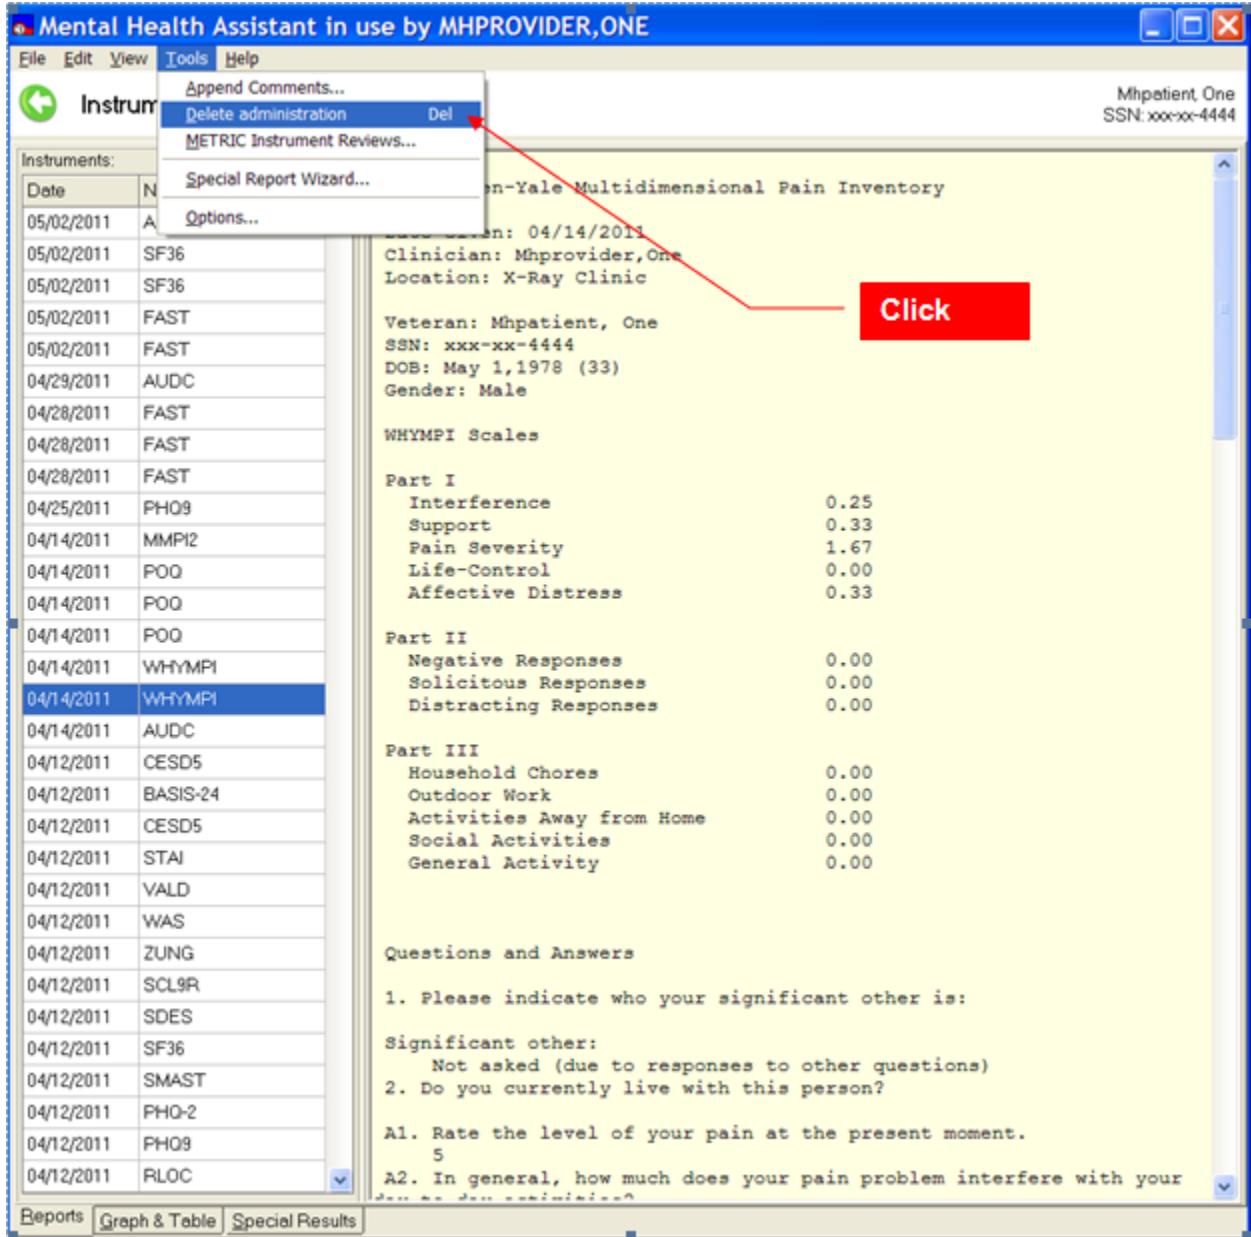 Mental Health Assistant in use by MHPROVIDER,ONE
File Edit View Tools Help
Append Comments...
Delete administration Del
METRIC Instrument Reviews...
Special Report Wizard...
Options...
Instrum
Mhpatient, One
SSN: xxx-xx-4444
Instruments:
Date N
05/02/2011 A
05/02/2011 SF36
05/02/2011 SF36
05/02/2011 FAST
05/02/2011 FAST
04/29/2011 AUDC
04/28/2011 FAST
04/28/2011 FAST
04/28/2011 FAST
04/25/2011 PHQ9
04/14/2011 MMPI2
04/14/2011 POQ
04/14/2011 POQ
04/14/2011 POQ
04/14/2011 WHYMPI
04/14/2011 WHYMPI
04/14/2011 AUDC
04/12/2011 CESD5
04/12/2011 BASIS-24
04/12/2011 CESD5
04/12/2011 STAI
04/12/2011 VALD
04/12/2011 WAS
04/12/2011 ZUNG
04/12/2011 SCL9R
04/12/2011 SDES
04/12/2011 SF36
04/12/2011 SMAST
04/12/2011 PHQ-2
04/12/2011 PHQ9
04/12/2011 RLOC
en-Yale Multidimensional Pain Inventory
04/14/2011
Clinician: Mhprovider,One
Location: X-Ray Clinic
Click
Veteran: Mhpatient, One
SSN: xxx-xx-4444
DOB: May 1,1978 (33)
Gender: Male
WHYMPI Scales
Part I
Interference 0.25
Support 0.33
Pain Severity 1.67
Life-Control 0.00
Affective Distress 0.33
Part II
Negative Responses 0.00
Solicitous Responses 0.00
Distracting Responses 0.00
Part III
Household Chores 0.00
Outdoor Work 0.00
Activities Away from Home 0.00
Social Activities 0.00
General Activity 0.00
Questions and Answers
1. Please indicate who your significant other is:
Significant other:
Not asked (due to responses to other questions)
2. Do you currently live with this person?
A1. Rate the level of your pain at the present moment.
5
A2. In general, how much does your pain problem interfere with your
Reports Graph & Table Special Results